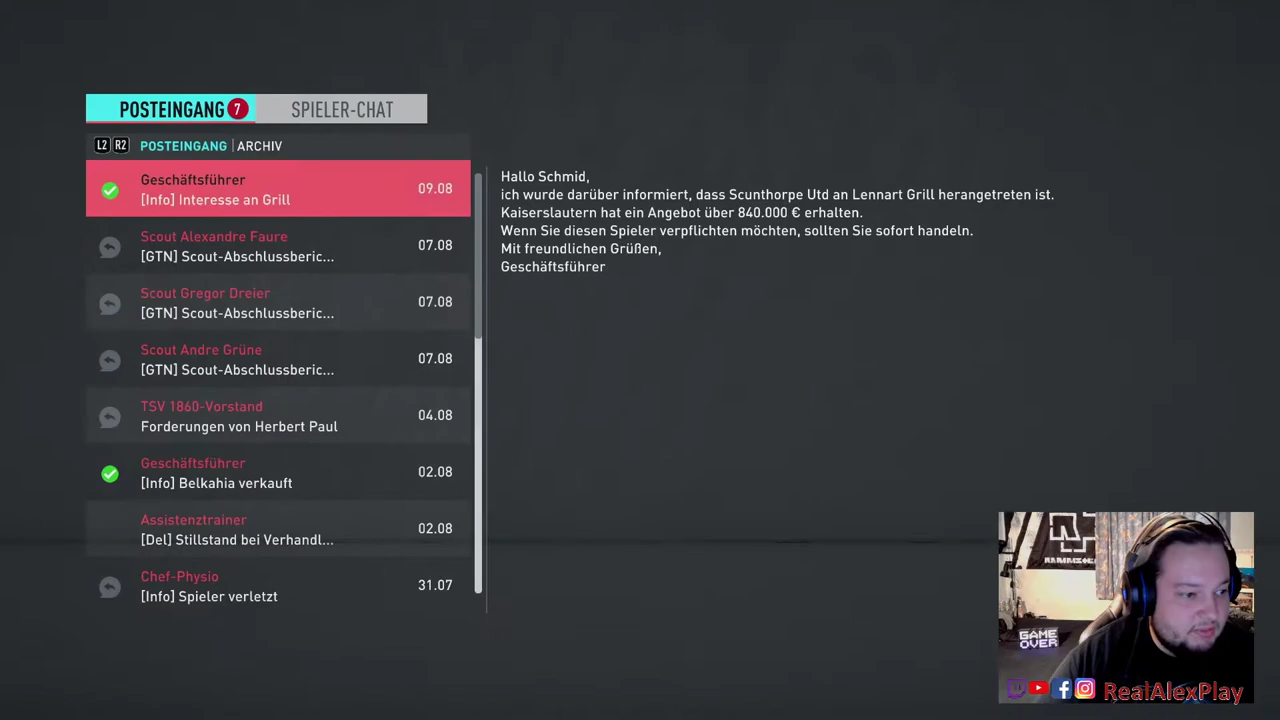 POSTEINGANG 7 SPIELER-CHAT
L2 R2 POSTEINGANG | ARCHIV
Geschäftsführer
[Info] Interesse an Grill
09.08
Scout Alexandre Faure
[GTN] Scout-Abschlussberic...
07.08
Scout Gregor Dreier
[GTN] Scout-Abschlussberic...
07.08
Scout Andre Grüne
[GTN] Scout-Abschlussberic...
07.08
TSV 1860-Vorstand
Forderungen von Herbert Paul
04.08
Geschäftsführer
[Info] Belkahia verkauft
02.08
Assistenztrainer
[Del] Stillstand bei Verhandl...
02.08
Chef-Physio
[Info] Spieler verletzt
31.07
Hallo Schmid,
ich wurde darüber informiert, dass Scunthorpe Utd an Lennart Grill herangetreten ist.
Kaiserslautern hat ein Angebot über 840.000 € erhalten.
Wenn Sie diesen Spieler verpflichten möchten, sollten Sie sofort handeln.
Mit freundlichen Grüßen,
Geschäftsführer
GAME
OVER
RealAlexPlay